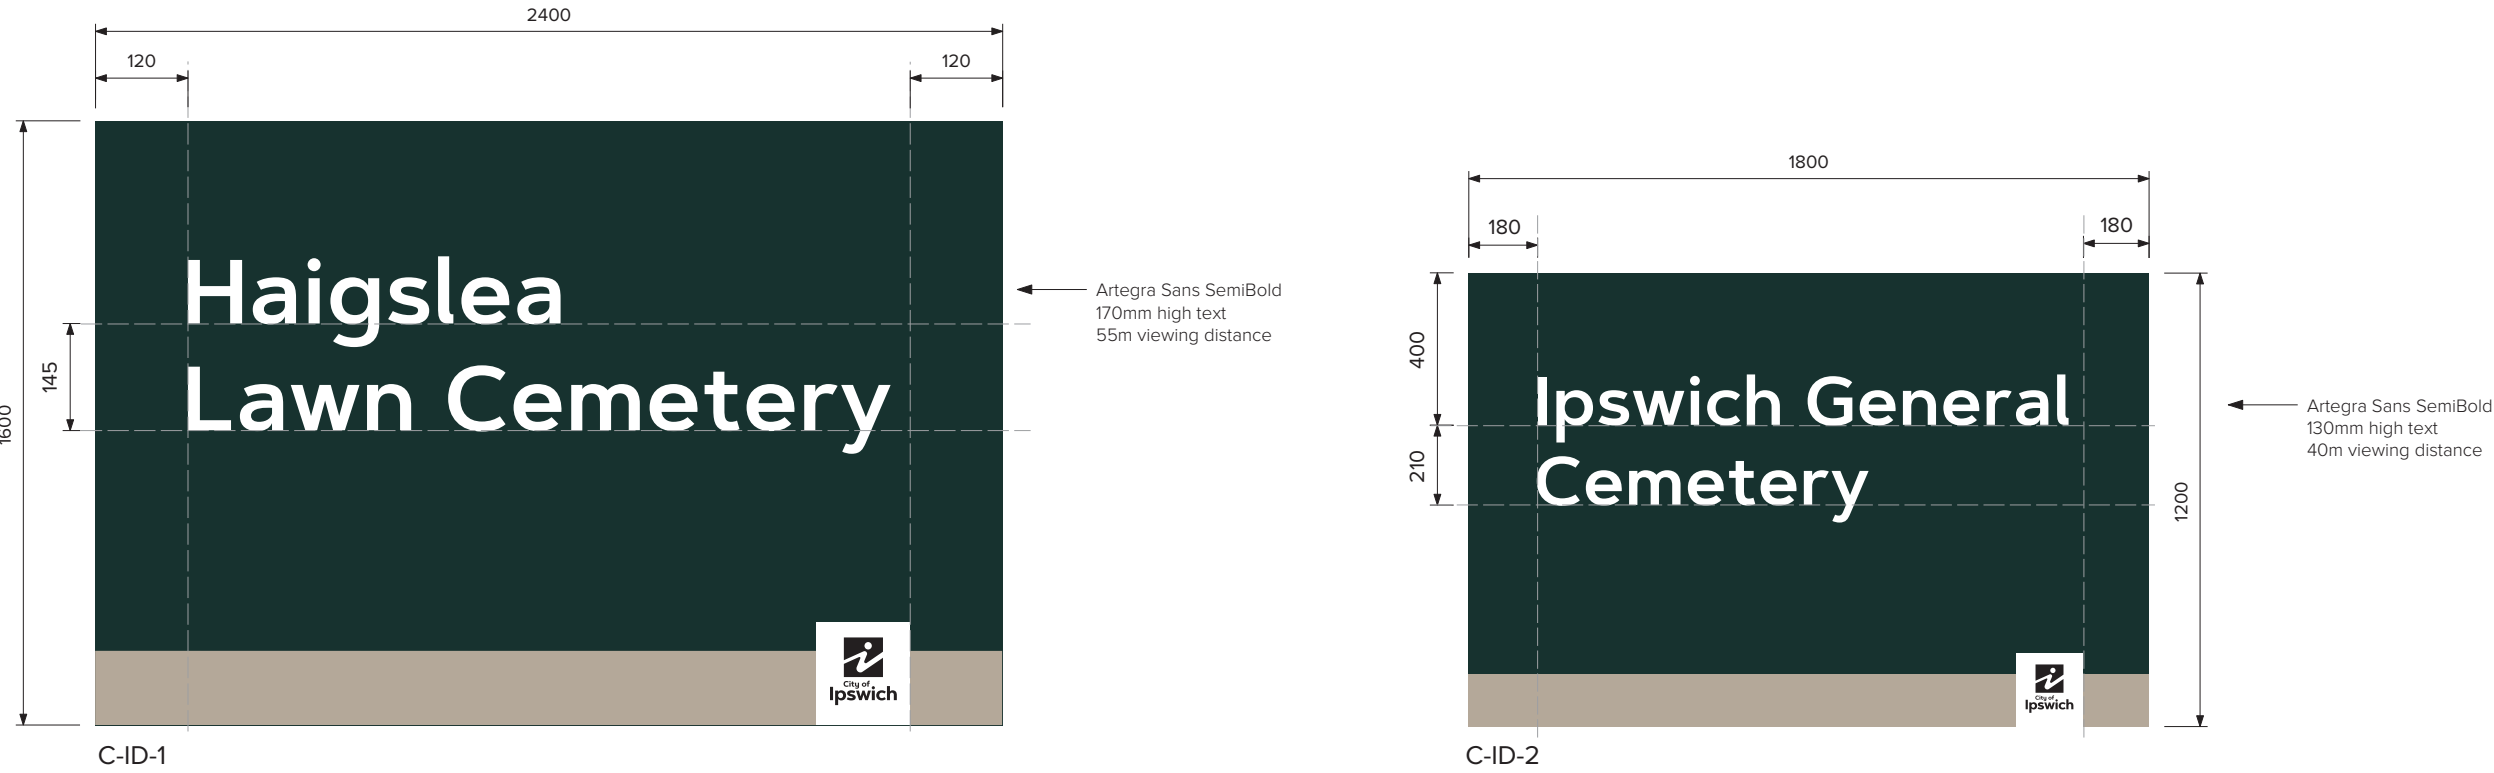 2400
120
120
1600
145
Haigslea
Lawn Cemetery
Artegra Sans SemiBold
170mm high text
55m viewing distance
City of
Ipswich
C-ID-1
1800
180
180
400
210
1200
Ipswich General
Cemetery
Artegra Sans SemiBold
130mm high text
40m viewing distance
City of
Ipswich
C-ID-2